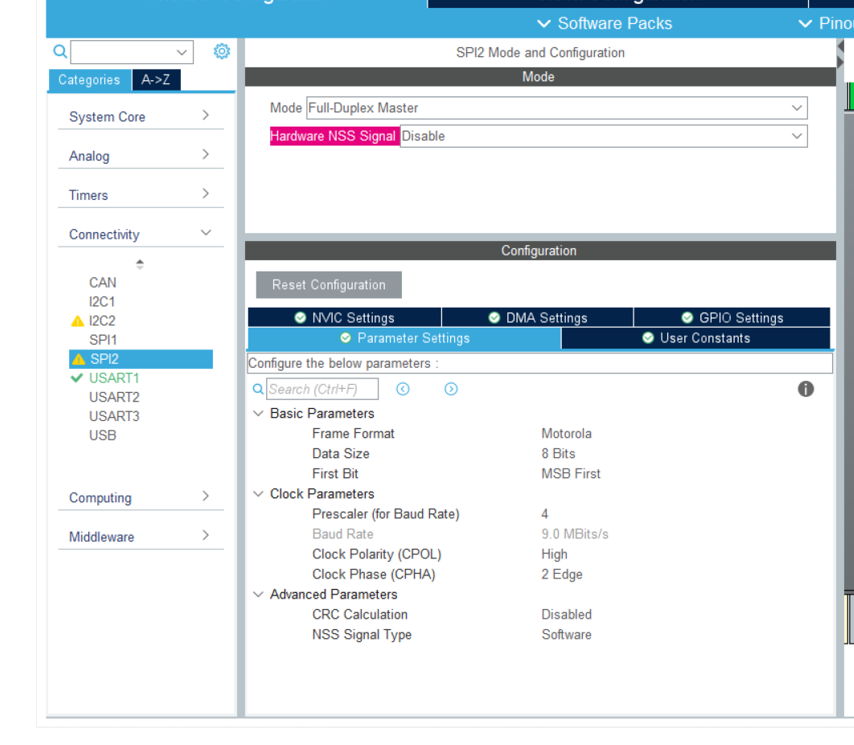 Software Packs
Pino
SPI2 Mode and Configuration
Categories A->Z
Mode
System Core
Mode Full-Duplex Master
Hardware NSS Signal Disable
Analog
Timers
Connectivity
Configuration
Reset Configuration
CAN
I2C1
I2C2
SPI1
SPI2
USART1
USART2
USART3
USB
NVIC Settings
DMA Settings
GPIO Settings
Parameter Settings
User Constants
Configure the below parameters :
Search (Ctrl+F)
Basic Parameters
Frame Format Motorola
Data Size 8 Bits
First Bit MSB First
Clock Parameters
Prescaler (for Baud Rate) 4
Baud Rate 9.0 MBits/s
Clock Polarity (CPOL) High
Clock Phase (CPHA) 2 Edge
Advanced Parameters
CRC Calculation Disabled
NSS Signal Type Software
Computing
Middleware